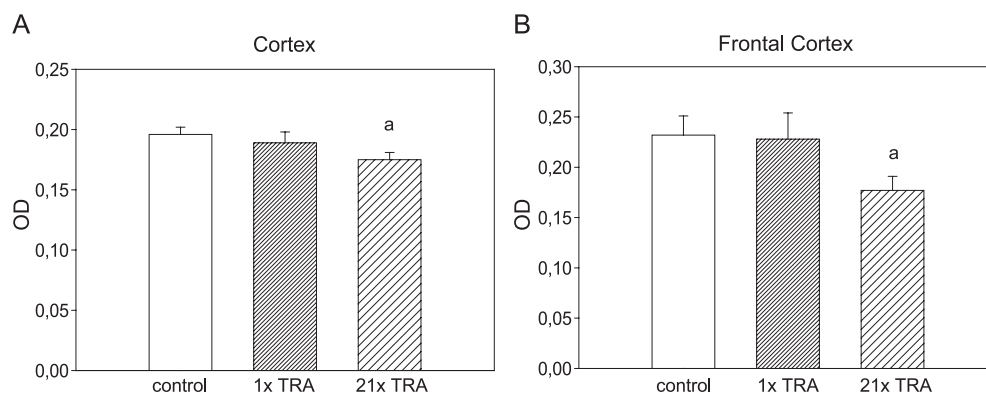 A
Cortex
0,25
0,20
0,15
0,10
0,05
0,00
OD
a
control 1x TRA 21x TRA
B
Frontal Cortex
0,30
0,25
0,20
0,15
0,10
0,05
0,00
OD
a
control 1x TRA 21x TRA